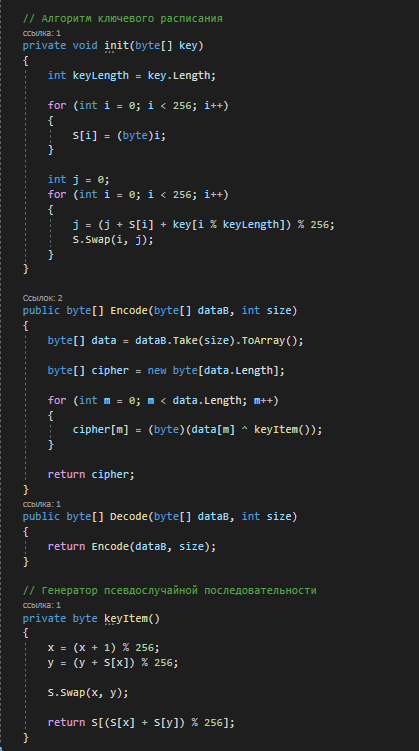 // Алгоритм ключевого расписания
ссылка: 1
private void init(byte[] key)
{
int keyLength = key.Length;
for (int i = 0; i < 256; i++)
{
S[i] = (byte)i;
}
int j = 0;
for (int i = 0; i < 256; i++)
{
j = (j + S[i] + key[i % keyLength]) % 256;
S.Swap(i, j);
}
}
Ссылок: 2
public byte[] Encode(byte[] dataB, int size)
{
byte[] data = dataB.Take(size).ToArray();
byte[] cipher = new byte[data.Length];
for (int m = 0; m < data.Length; m++)
{
cipher[m] = (byte)(data[m] ^ keyItem());
}
return cipher;
}
ссылка: 1
public byte[] Decode(byte[] dataB, int size)
{
return Encode(dataB, size);
}
// Генератор псевдослучайной последовательности
ссылка: 1
private byte keyItem()
{
x = (x + 1) % 256;
y = (y + S[x]) % 256;
S.Swap(x, y);
return S[(S[x] + S[y]) % 256];
}